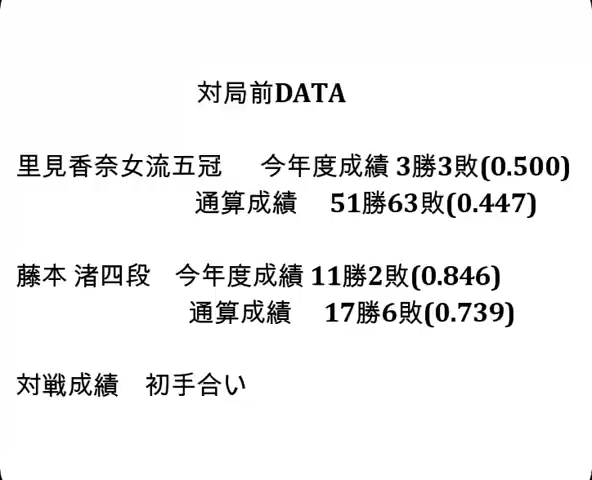 対局前DATA
里見香奈女流五冠 今年度成績 3勝3敗(0.500)
通算成績 51勝63敗(0.447)
藤本 渚四段 今年度成績 11勝2敗(0.846)
通算成績 17勝6敗(0.739)
対戦成績 初手合い